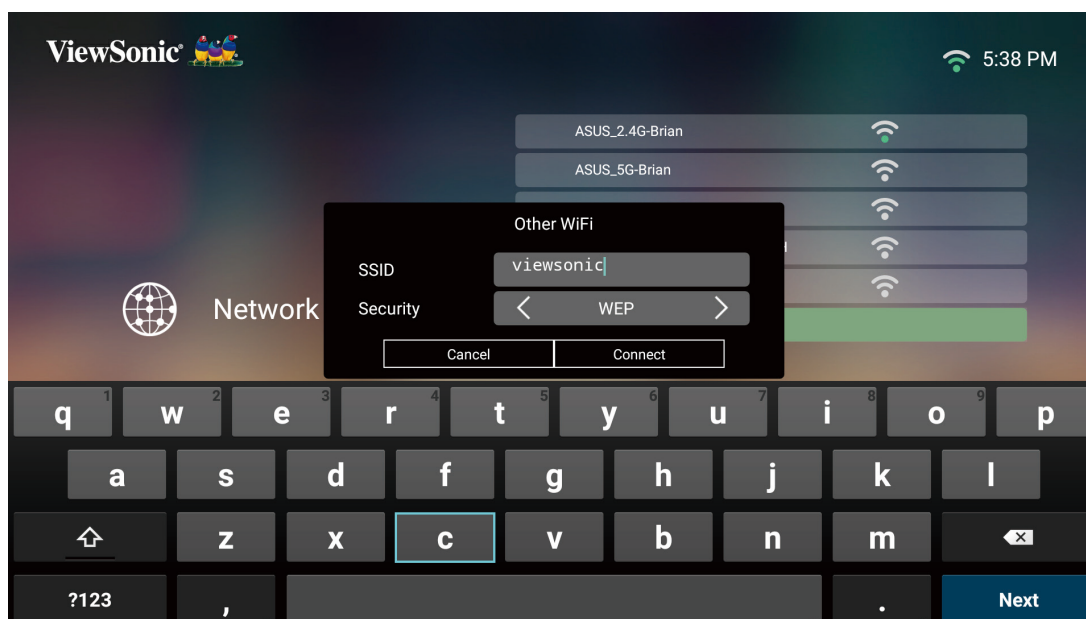 ViewSonic®
5:38 PM
ASUS_2.4G-Brian
ASUS_5G-Brian
Other WiFi
SSID viewsonic
Security WEP
Network
Cancel Connect
q 1 w 2 e 3 r 4 t 5 y 6 u 7 i 8 o 9 p
a s d f g h j k l
z x c v b n m
?123 , . Next